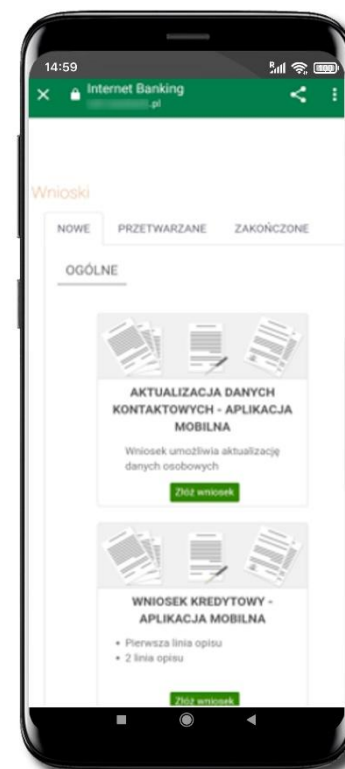 14:59
R
100
Internet Banking
.pl
Wnioski
NOWE PRZETWARZANE ZAKOŃCZONE
OGÓLNE
AKTUALIZACJA DANYCH
KONTAKTOWYCH - APLIKACJA
MOBILNA
Wniosek umożliwia aktualizację
danych osobowych
Złóż wniosek
WNIOSEK KREDYTOWY -
APLIKACJA MOBILNA
• Pierwsza linia opisu
• 2 linia opisu
Złóż wniosek